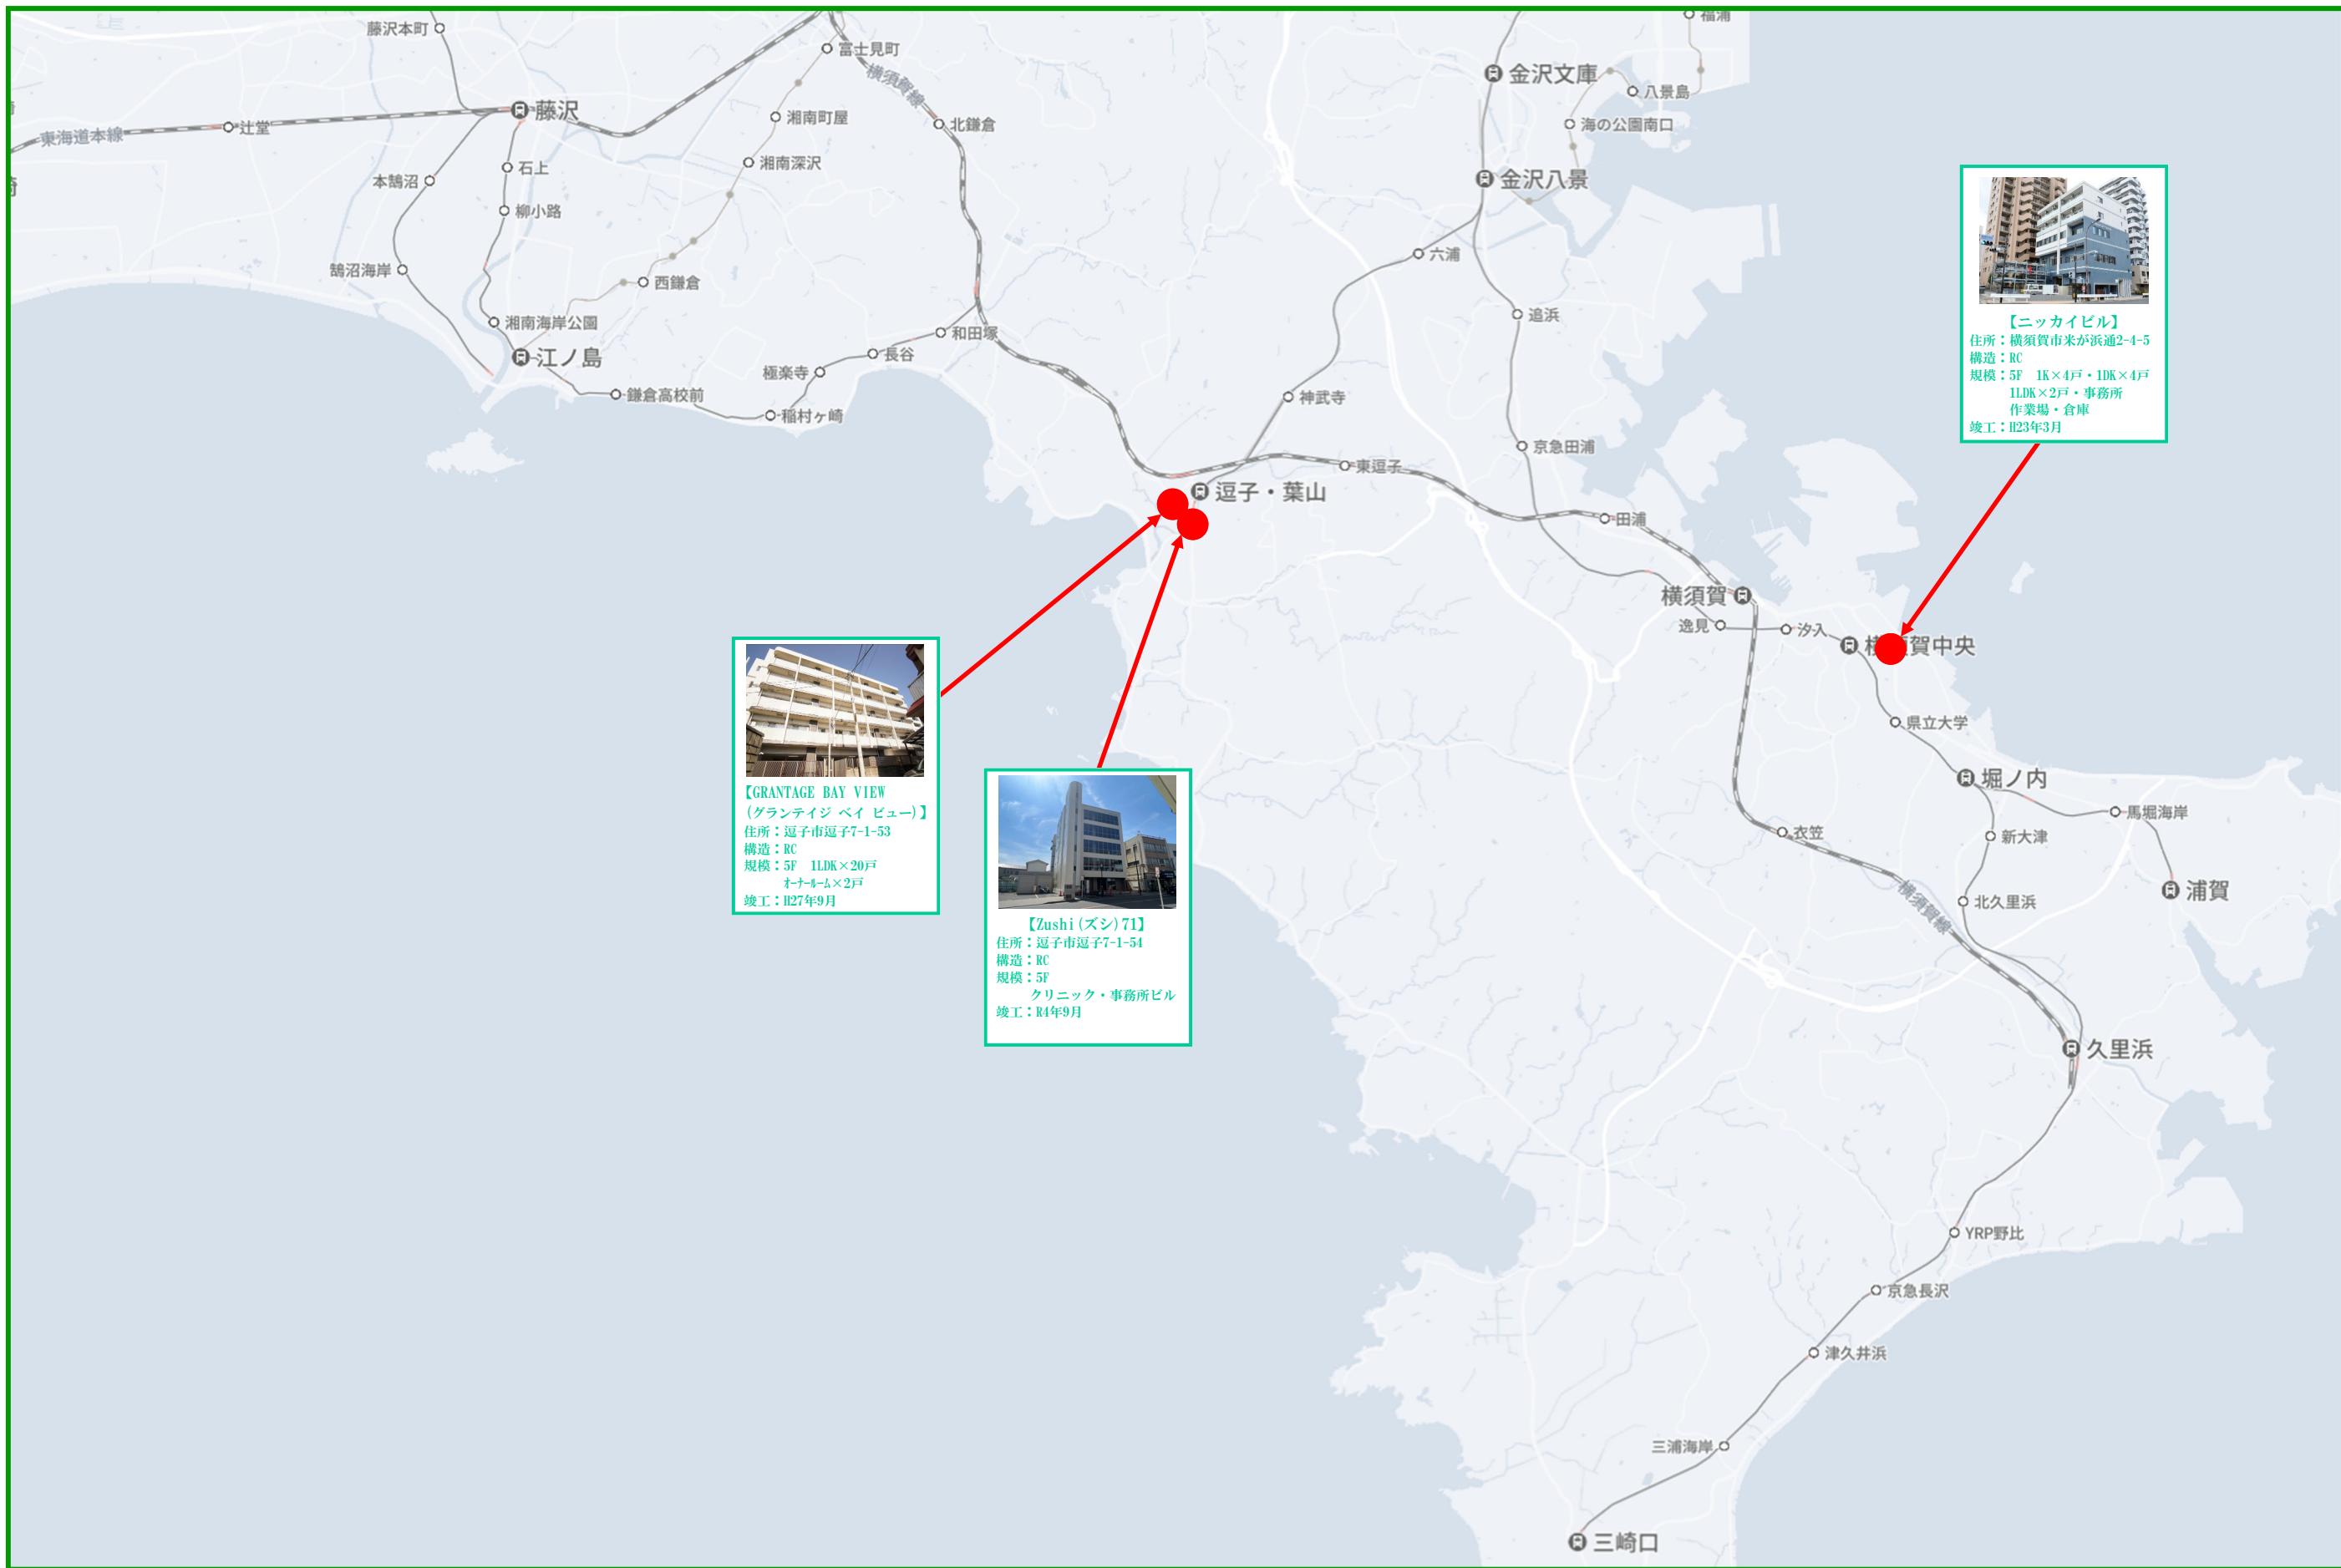 藤沢本町
富士見町
福浦
横須賀線
金沢文庫
八景島
藤沢
湘南町屋
北鎌倉
海の公園南口
東海道本線
辻堂
石上
湘南深沢
本鵠沼
金沢八景
柳小路
六浦
鵠沼海岸
西鎌倉
湘南海岸公園
和田塚
追浜
江ノ島
長谷
極楽寺
鎌倉高校前
稲村ヶ崎
神武寺
京急田浦
東逗子
逗子・葉山
田浦
横須賀
逸見
汐入
賀中央
県立大学
堀ノ内
馬堀海岸
衣笠
新大津
浦賀
横須賀線
北久里浜
久里浜
YRP野比
京急長沢
津久井浜
三浦海岸
三崎口
【ニッカイビル】
住所：横須賀市米が浜通2-4-5
構造：RC
規模：5F 1K×4戸・1DK×4戸
1LDK×2戸・事務所
作業場・倉庫
竣工：H23年3月
【GRANTAGE BAY VIEW
(グランテイジ ベイ ビュー)】
住所：逗子市逗子7-1-53
構造：RC
規模：5F 1LDK×20戸
ｵｰﾅｰﾙｰﾑ×2戸
竣工：H27年9月
【Zushi(ズシ)71】
住所：逗子市逗子7-1-54
構造：RC
規模：5F
クリニック・事務所ビル
竣工：R4年9月